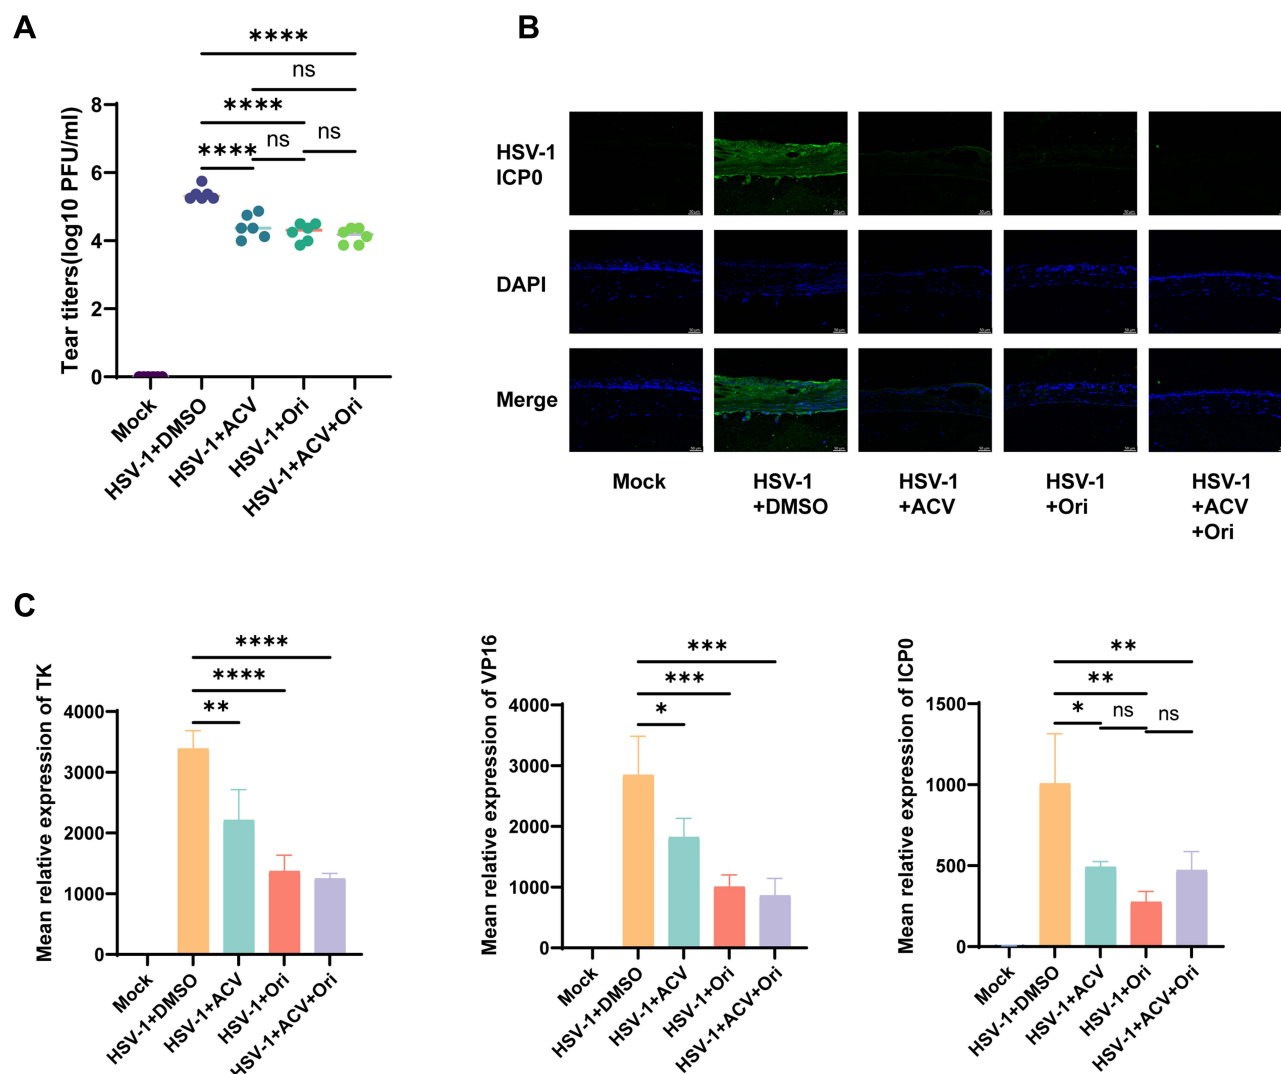 A
****
ns
****
ns
ns
****
Tear titers(log10 PFU/ml)
8
6
4
2
0
Mock
HSV-1+DMSO
HSV-1+ACV
HSV-1+Ori
HSV-1+ACV+Ori
B
HSV-1
ICP0
DAPI
Merge
Mock
HSV-1
+DMSO
HSV-1
+ACV
HSV-1
+Ori
HSV-1
+ACV
+Ori
C
****
****
**
Mean relative expression of TK
4000
3000
2000
1000
0
Mock
HSV-1+DMSO
HSV-1+ACV
HSV-1+Ori
HSV-1+ACV+Ori
***
***
*
Mean relative expression of VP16
4000
3000
2000
1000
0
Mock
HSV-1+DMSO
HSV-1+ACV
HSV-1+Ori
HSV-1+ACV+Ori
**
**
*
ns
ns
Mean relative expression of ICP0
1500
1000
500
0
Mock
HSV-1+DMSO
HSV-1+ACV
HSV-1+Ori
HSV-1+ACV+Ori